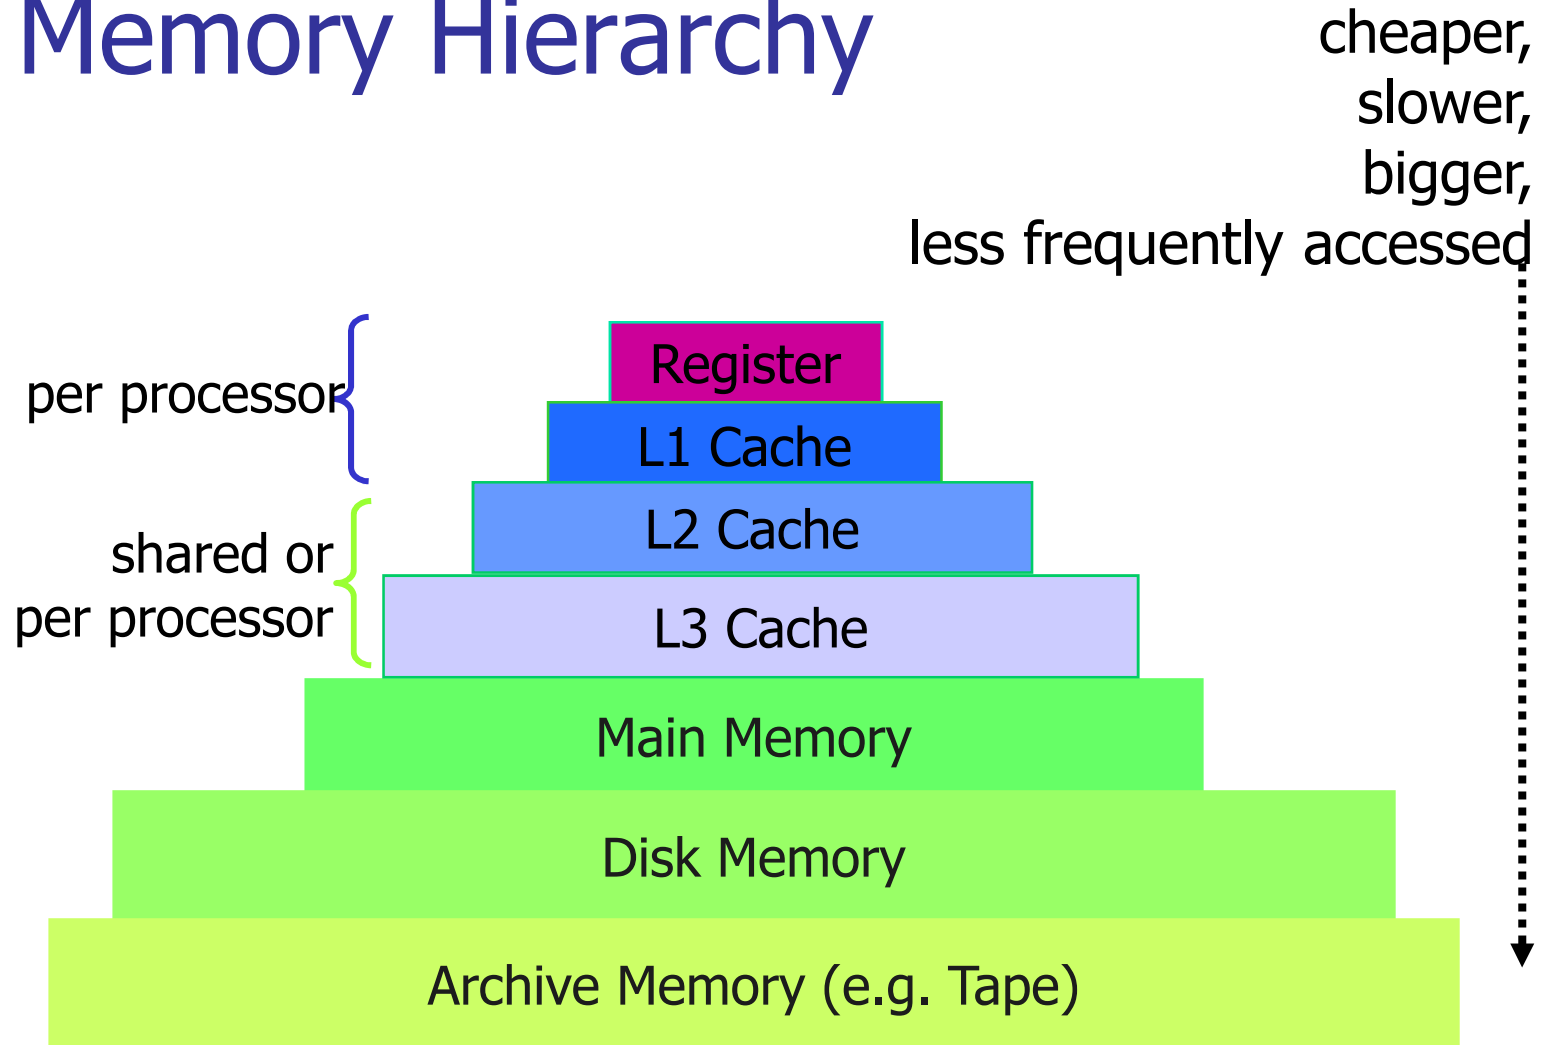 Memory Hierarchy
cheaper,
slower,
bigger,
less frequently accessed
per processor
shared or
per processor
Register
L1 Cache
L2 Cache
L3 Cache
Main Memory
Disk Memory
Archive Memory (e.g. Tape)